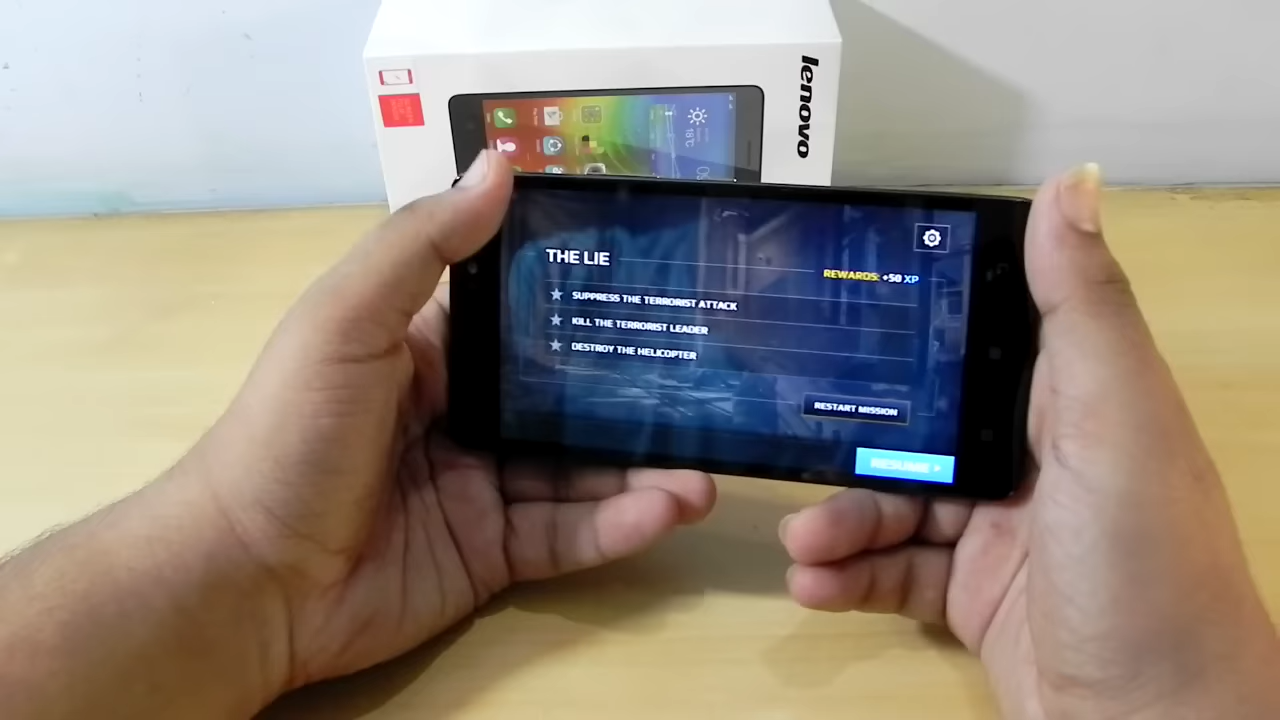 lenovo
THE LIE
REWARDS: +50 XP
SUPPRESS THE TERRORIST ATTACK
KILL THE TERRORIST LEADER
DESTROY THE HELICOPTER
RESTART MISSION
RESUME >